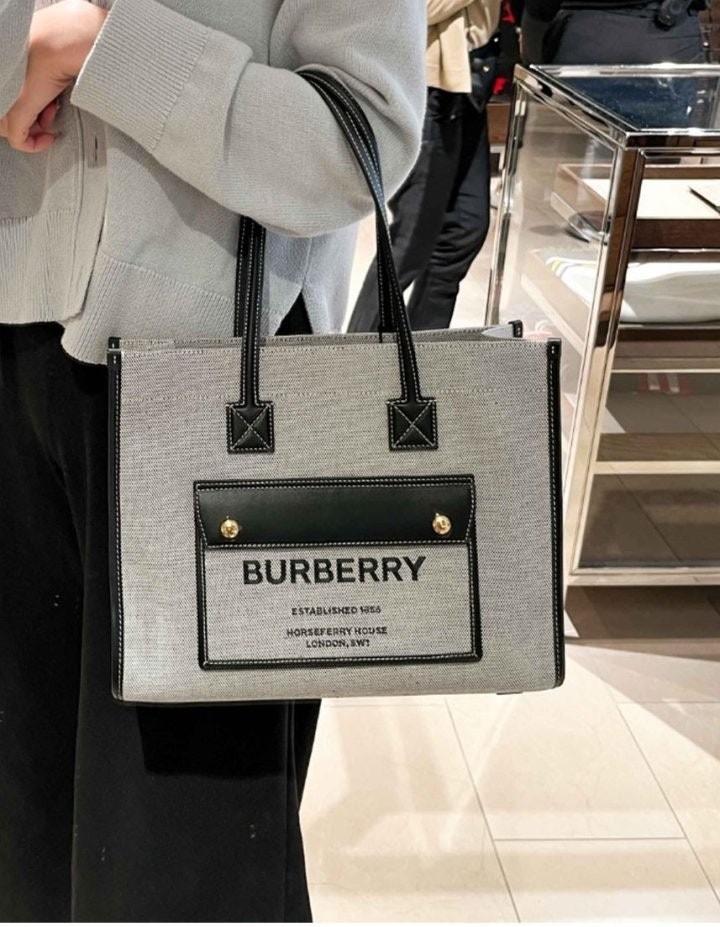 BURBERRY
ESTABLISHED 1856
HORSEFERRY HOUSE
LONDON, SW1